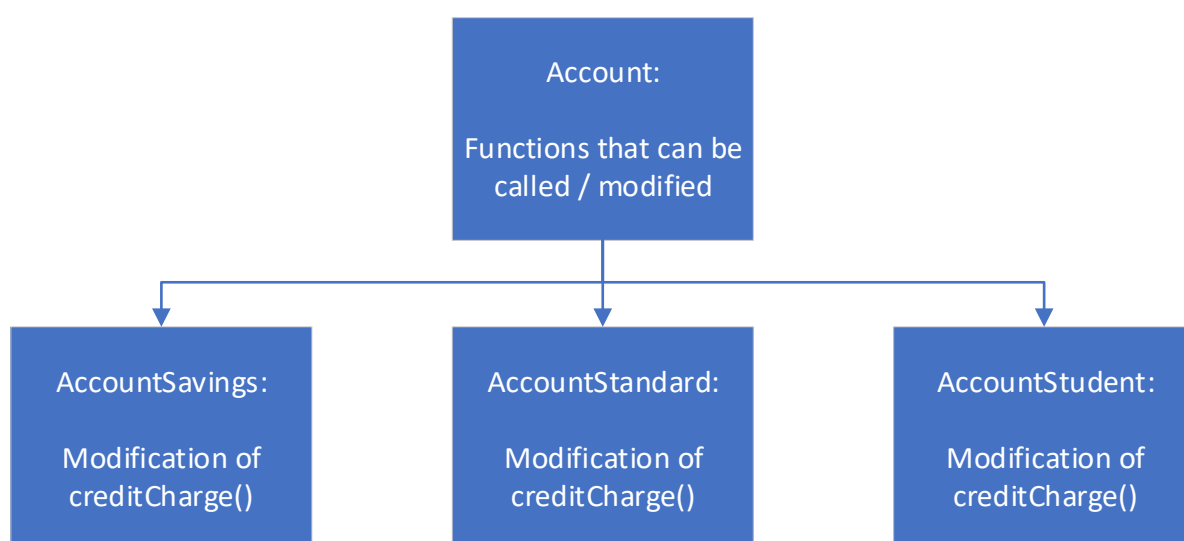 Account:
Functions that can be
called / modified
AccountSavings:
Modification of
creditCharge()
AccountStandard:
Modification of
creditCharge()
AccountStudent:
Modification of
creditCharge()